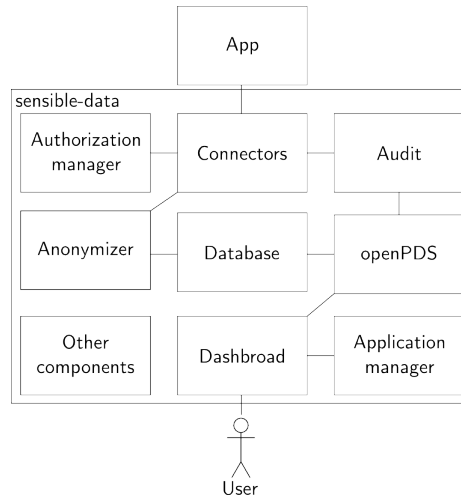 App
sensible-data
Authorization
manager
Connectors
Audit
Anonymizer
Database
openPDS
Other
components
Dashbroad
Application
manager
User